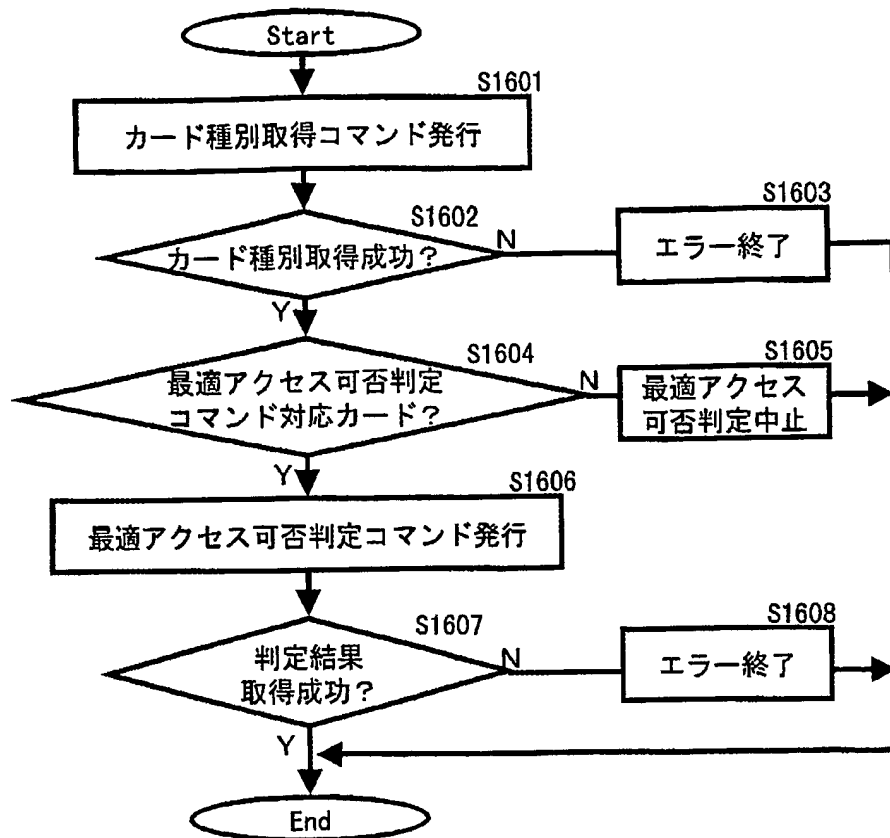 Start
S1601
カード種別取得コマンド発行
S1602
カード種別取得成功？
N
S1603
エラー終了
Y
S1604
最適アクセス可否判定
コマンド対応カード？
N
S1605
最適アクセス
可否判定中止
Y
S1606
最適アクセス可否判定コマンド発行
S1607
判定結果
取得成功？
N
S1608
エラー終了
Y
End